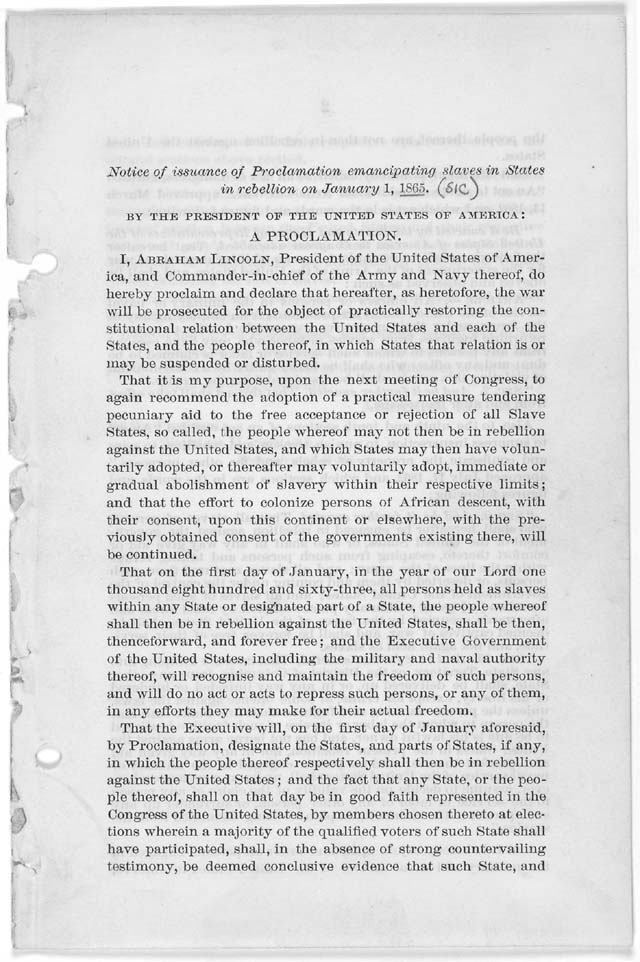 Notice of issuance of Proclamation emancipating slaves in States
in rebellion on January 1, 1865. (SIC)
BY THE PRESIDENT OF THE UNITED STATES OF AMERICA:
A PROCLAMATION.
I, ABRAHAM LINCOLN, President of the United States of Amer-
ica, and Commander-in-chief of the Army and Navy thereof, do
hereby proclaim and declare that hereafter, as heretofore, the war
will be prosecuted for the object of practically restoring the con-
stitutional relation between the United States and each of the
States, and the people thereof, in which States that relation is or
may be suspended or disturbed.
That it is my purpose, upon the next meeting of Congress, to
again recommend the adoption of a practical measure tendering
pecuniary aid to the free acceptance or rejection of all Slave
States, so called, the people whereof may not then be in rebellion
against the United States, and which States may then have volun-
tarily adopted, or thereafter may voluntarily adopt, immediate or
gradual abolishment of slavery within their respective limits;
and that the effort to colonize persons of African descent, with
their consent, upon this continent or elsewhere, with the pre-
viously obtained consent of the governments existing there, will
be continued.
That on the first day of January, in the year of our Lord one
thousand eight hundred and sixty-three, all persons held as slaves
within any State or designated part of a State, the people whereof
shall then be in rebellion against the United States, shall be then,
thenceforward, and forever free; and the Executive Government
of the United States, including the military and naval authority
thereof, will recognise and maintain the freedom of such persons,
and will do no act or acts to repress such persons, or any of them,
in any efforts they may make for their actual freedom.
That the Executive will, on the first day of January aforesaid,
by Proclamation, designate the States, and parts of States, if any,
in which the people thereof respectively shall then be in rebellion
against the United States; and the fact that any State, or the peo-
ple thereof, shall on that day be in good faith represented in the
Congress of the United States, by members chosen thereto at elec-
tions wherein a majority of the qualified voters of such State shall
have participated, shall, in the absence of strong countervailing
testimony, be deemed conclusive evidence that such State, and